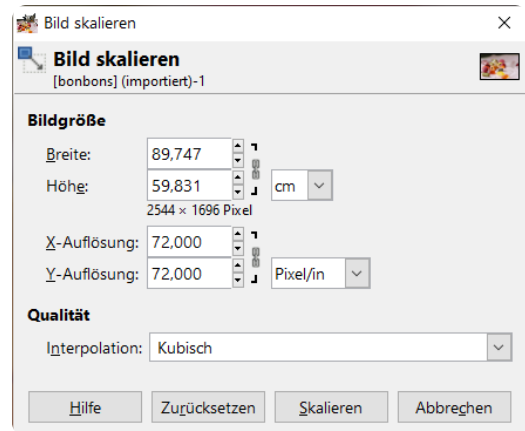 Bild skalieren
Bild skalieren
[bonbons] (importiert)-1
Bildgröße
Breite: 89,747
Höhe: 59,831 cm
2544 × 1696 Pixel
X-Auflösung: 72,000
Y-Auflösung: 72,000 Pixel/in
Qualität
Interpolation: Kubisch
Hilfe Zurücksetzen Skalieren Abbrechen